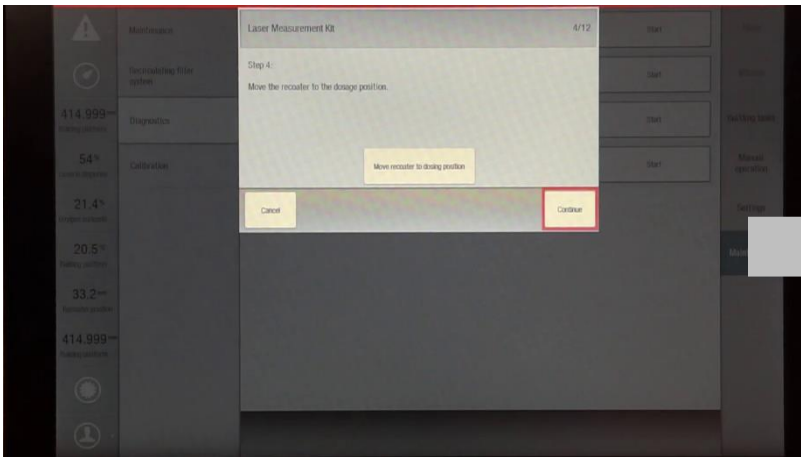 Laser Measurement Kit
4/12
Step 4:
Move the recoater to the dosage position.
Move recoater to dosing position
Cancel
Continue
Maintenance
Recirculating filter
system
Diagnostics
Calibration
Start
Start
Start
Start
414.999
54
21.4
20.5
33.2
414.999
Building
Manual
operation
Settings